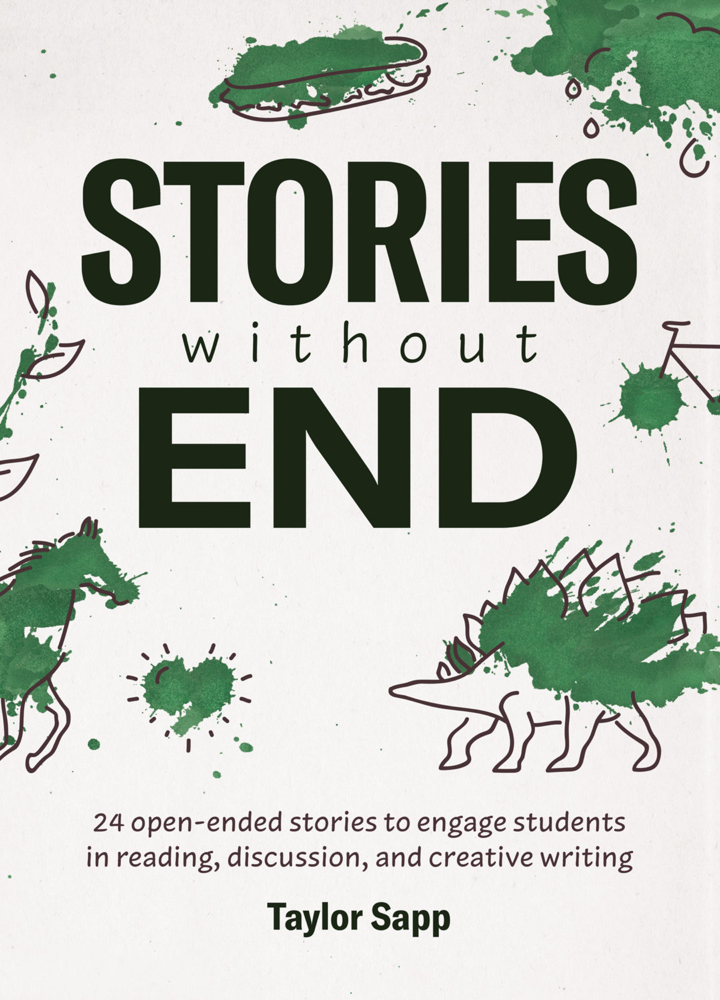 STORIES
without
END
24 open-ended stories to engage students
in reading, discussion, and creative writing
Taylor Sapp